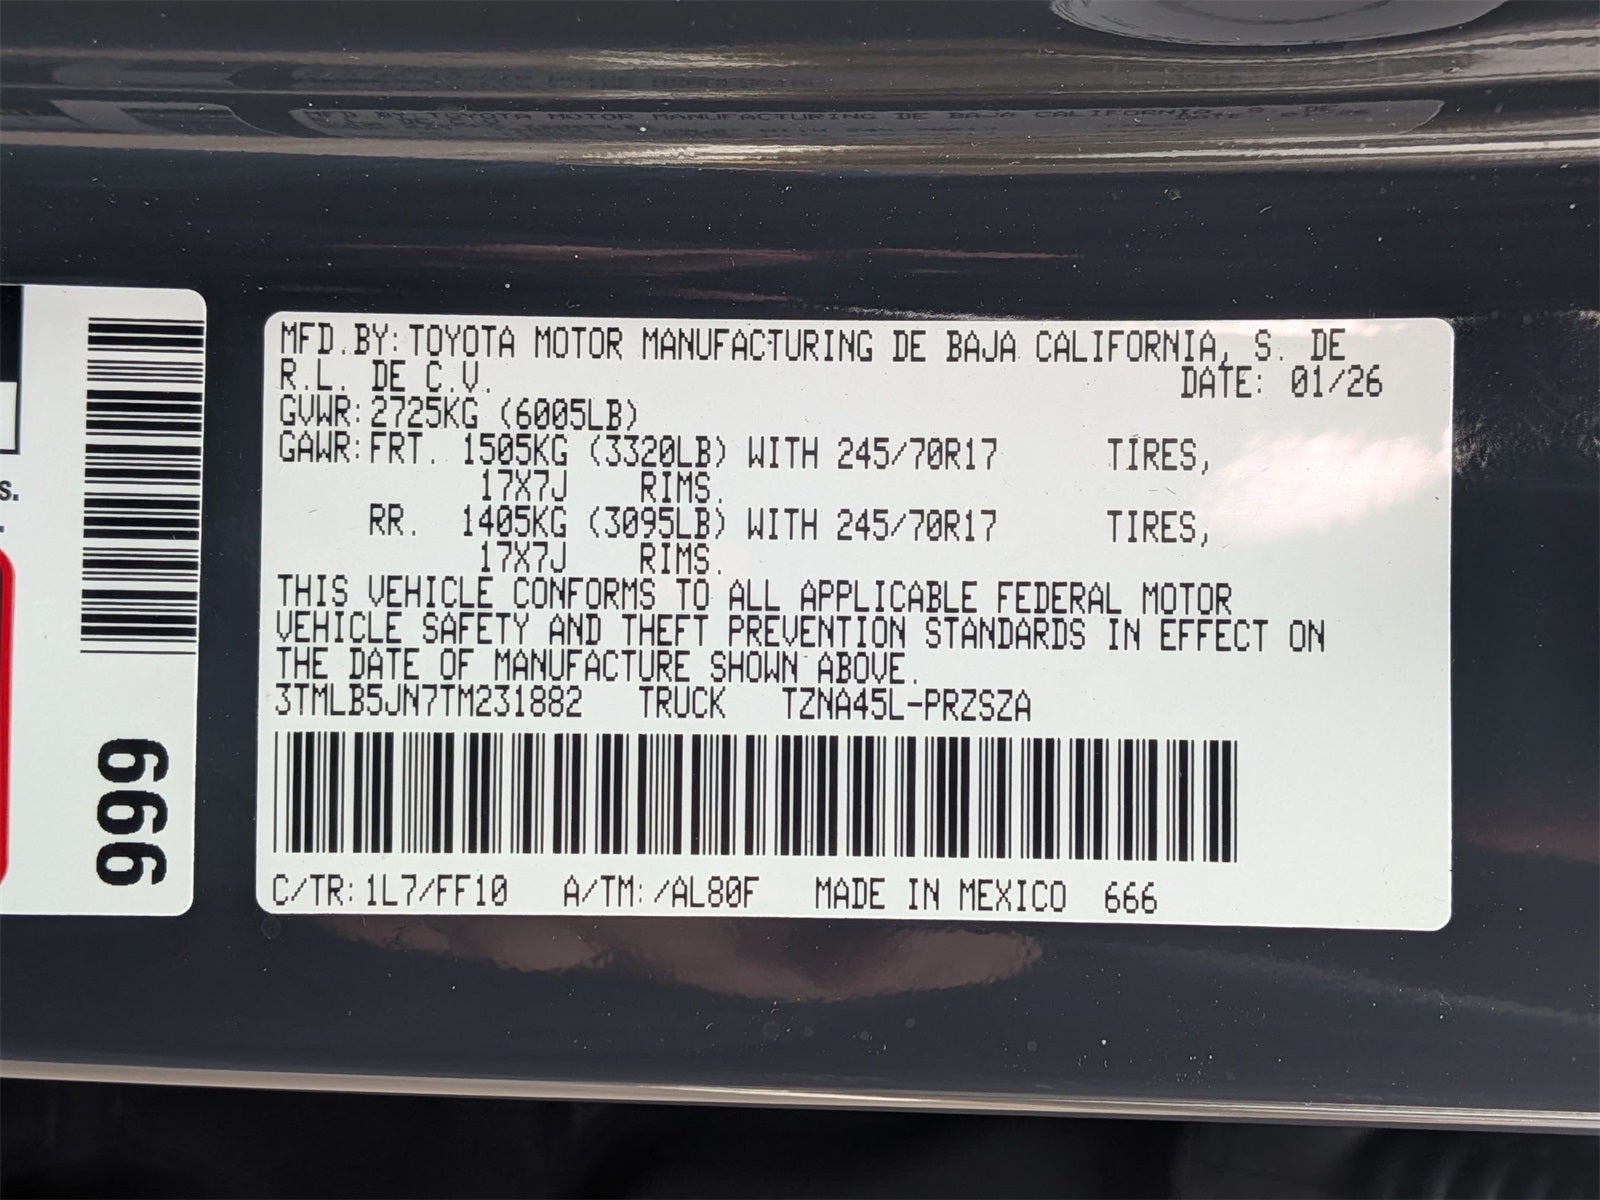 MFD.BY:TOYOTA MOTOR MANUFACTURING DE BAJA CALIFORNIA, S. DE
R.L. DE C.V. DATE: 01/26
GVWR:2725KG (6005LB)
GAWR:FRT. 1505KG (3320LB) WITH 245/70R17 TIRES,
17X7J RIMS.
RR. 1405KG (3095LB) WITH 245/70R17 TIRES,
17X7J RIMS.
THIS VEHICLE CONFORMS TO ALL APPLICABLE FEDERAL MOTOR
VEHICLE SAFETY AND THEFT PREVENTION STANDARDS IN EFFECT ON
THE DATE OF MANUFACTURE SHOWN ABOVE.
3TMLB5JN7TM231882 TRUCK TZNA45L-PRZSZA
C/TR:1L7/FF10 A/TM:/AL80F MADE IN MEXICO 666
666